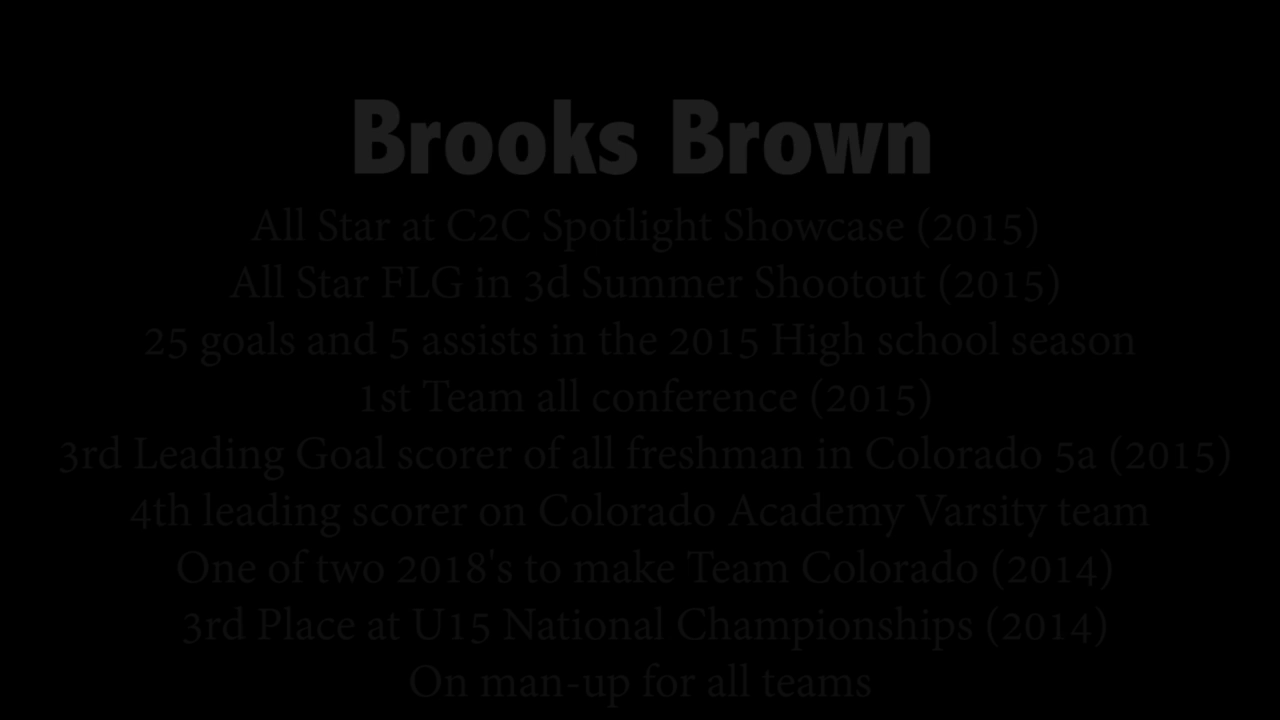 Brooks Brown
All Star at C2C Spotlight Showcase (2015)
All Star FLG in 3d Summer Shootout (2015)
25 goals and 5 assists in the 2015 High school season
1st Team all conference (2015)
3rd Leading Goal scorer of all freshman in Colorado 5a (2015)
4th leading scorer on Colorado Academy Varsity team
One of two 2018's to make Team Colorado (2014)
3rd Place at U15 National Championships (2014)
On man-up for all teams